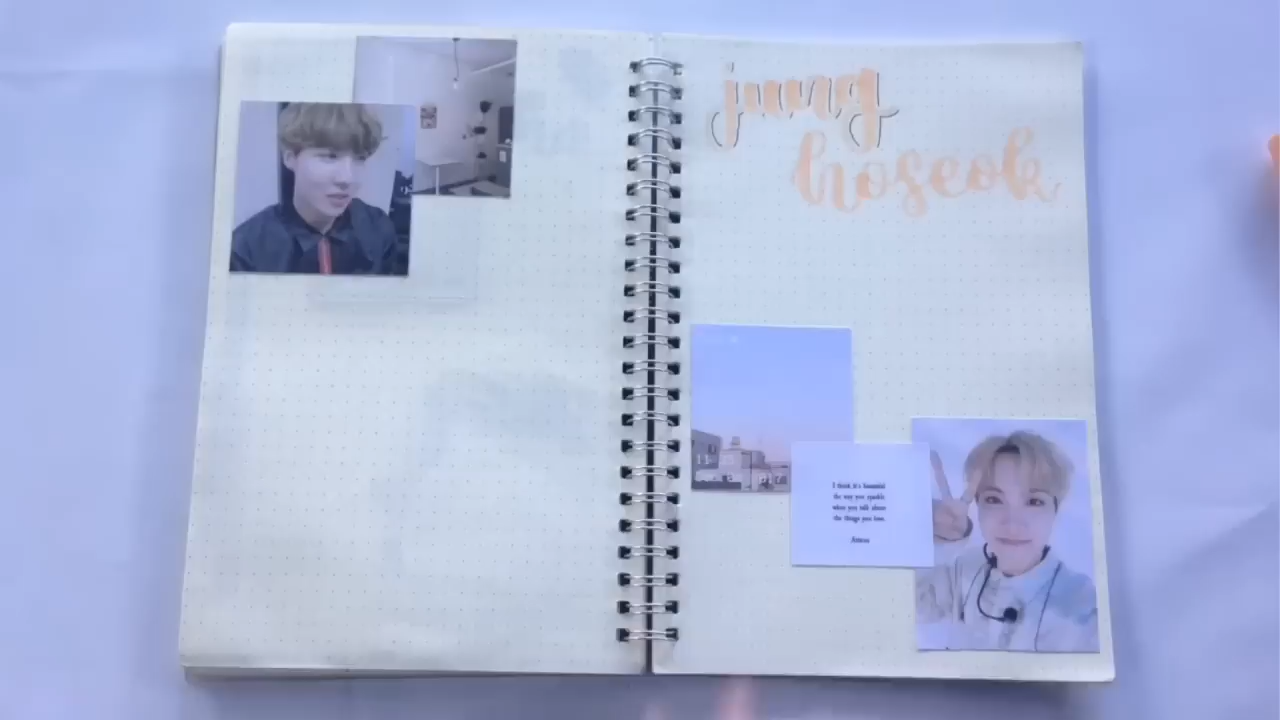 jung
hoseok
I think it's beautiful
the way you sparkle
when you talk about
the things you love.